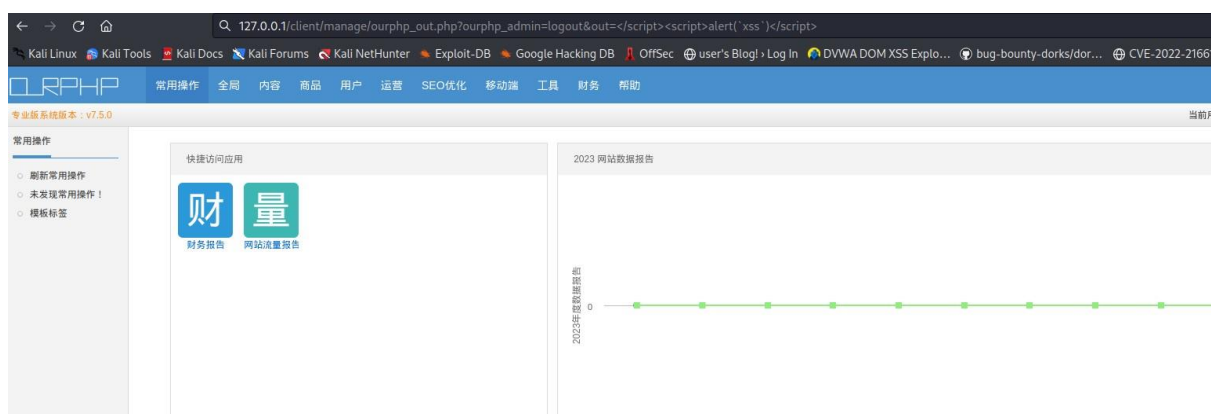 127.0.0.1/client/manage/ourphp_out.php?ourphp_admin=logout&out=</script><script>alert(`xss`)</script>
Kali Linux Kali Tools Kali Docs Kali Forums Kali NetHunter Exploit-DB Google Hacking DB OffSec user's Blog! › Log In DVWA DOM XSS Explo... bug-bounty-dorks/dor... CVE-2022-2166
OURPHP 常用操作 全局 内容 商品 用户 运营 SEO优化 移动端 工具 财务 帮助
专业版系统版本：v7.5.0 当前
常用操作
刷新常用操作
未发现常用操作！
模板标签
快捷访问应用
财
财务报告
量
网站流量报告
2023 网站数据报告
2023年度数据报告
0